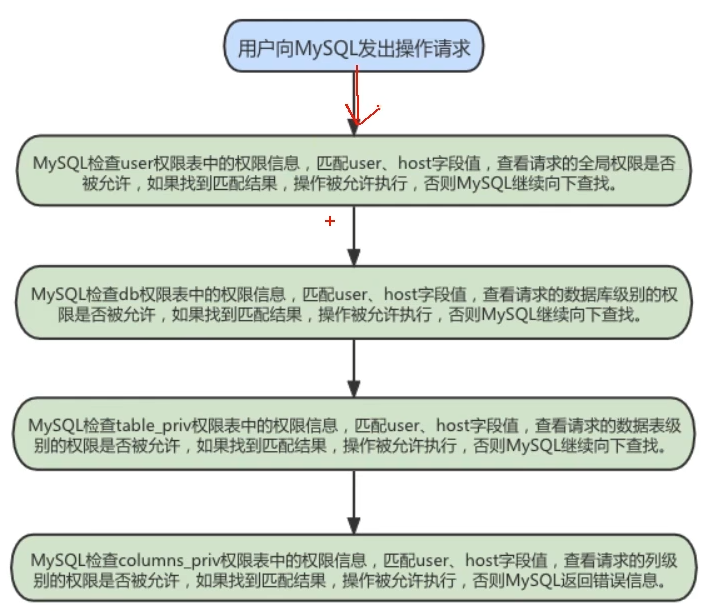 用户向MySQL发出操作请求
MySQL检查user权限表中的权限信息，匹配user、host字段值，查看请求的全局权限是否
被允许，如果找到匹配结果，操作被允许执行，否则MySQL继续向下查找。
MySQL检查db权限表中的权限信息，匹配user、host字段值，查看请求的数据库级别的权
限是否被允许，如果找到匹配结果，操作被允许执行，否则MySQL继续向下查找。
MySQL检查table_priv权限表中的权限信息，匹配user、host字段值，查看请求的数据表级
别的权限是否被允许，如果找到匹配结果，操作被允许执行，否则MySQL继续向下查找。
MySQL检查columns_priv权限表中的权限信息，匹配user、host字段值，查看请求的列级
别的权限是否被允许，如果找到匹配结果，操作被允许执行，否则MySQL返回错误信息。